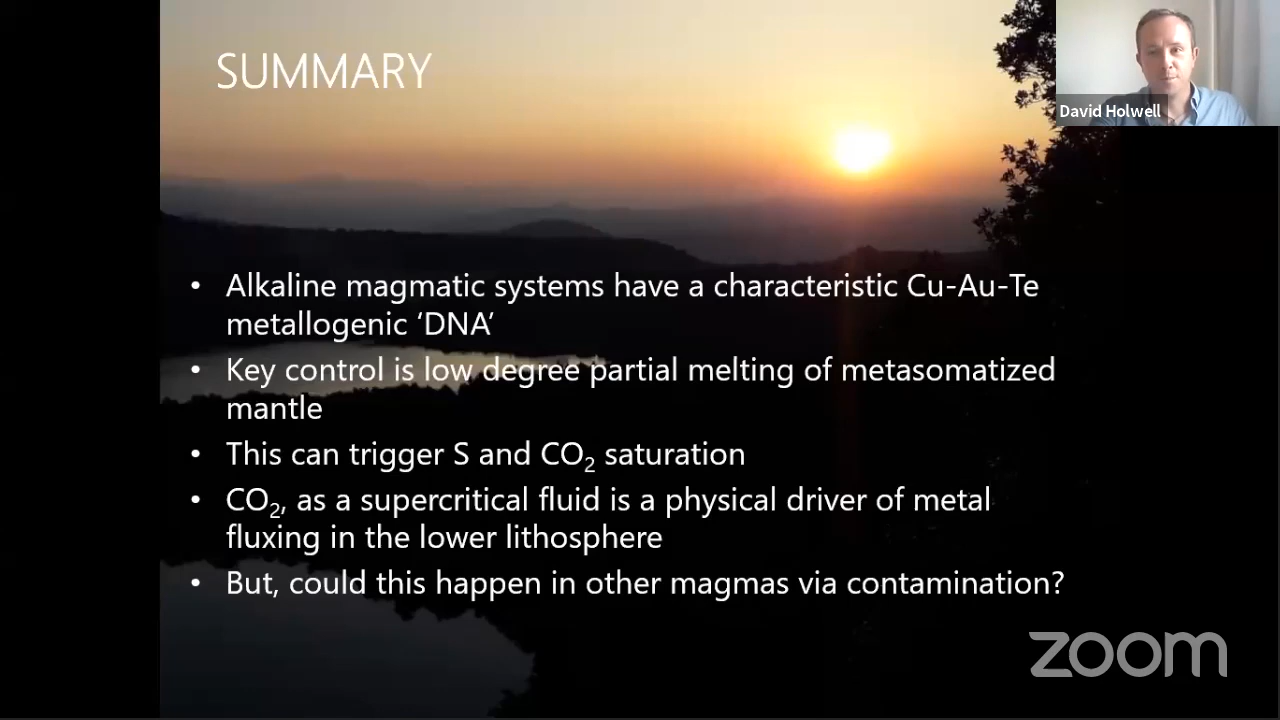 SUMMARY
David Holwell
• Alkaline magmatic systems have a characteristic Cu-Au-Te
metallogenic ‘DNA’
• Key control is low degree partial melting of metasomatized
mantle
• This can trigger S and CO₂ saturation
• CO₂, as a supercritical fluid is a physical driver of metal
fluxing in the lower lithosphere
• But, could this happen in other magmas via contamination?
zoom